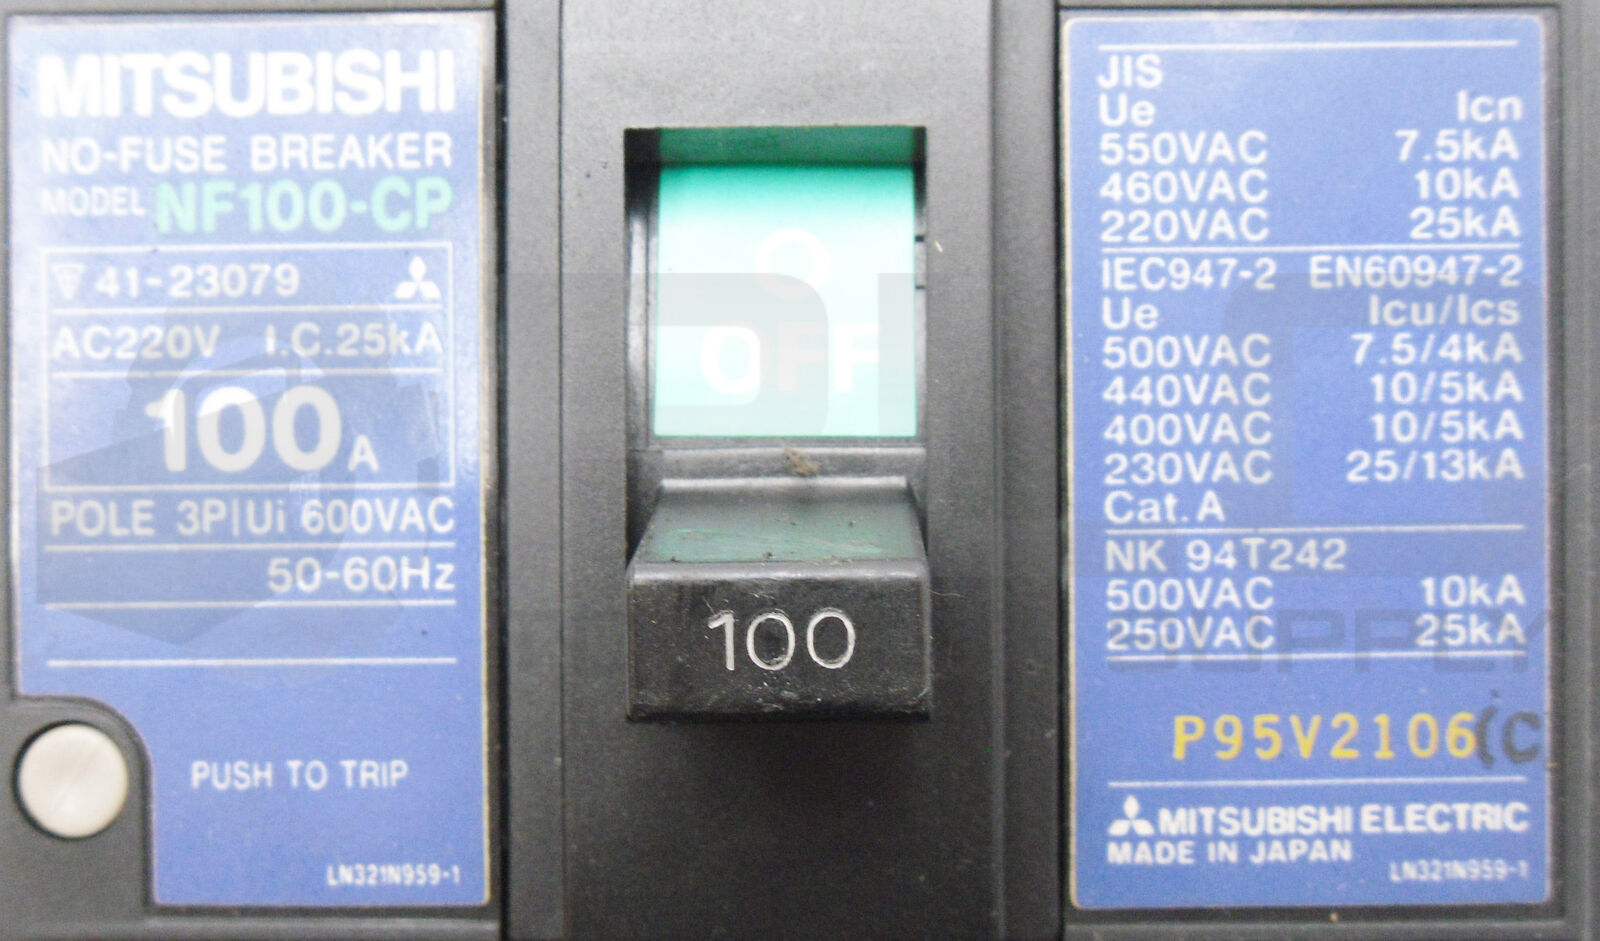 MITSUBISHI
NO-FUSE BREAKER
MODEL NF100-CP
41-23079
AC220V I.C.25kA
100A
POLE 3P|Ui 600VAC
50-60Hz
PUSH TO TRIP
LN321N959-1
O
OFF
100
JIS
Ue Icn
550VAC 7.5kA
460VAC 10kA
220VAC 25kA
IEC947-2 EN60947-2
Ue Icu/Ics
500VAC 7.5/4kA
440VAC 10/5kA
400VAC 10/5kA
230VAC 25/13kA
Cat. A
NK 94T242
500VAC 10kA
250VAC 25kA
SUPPLY
P95V2106
MITSUBISHI ELECTRIC
MADE IN JAPAN
LN321N959-1